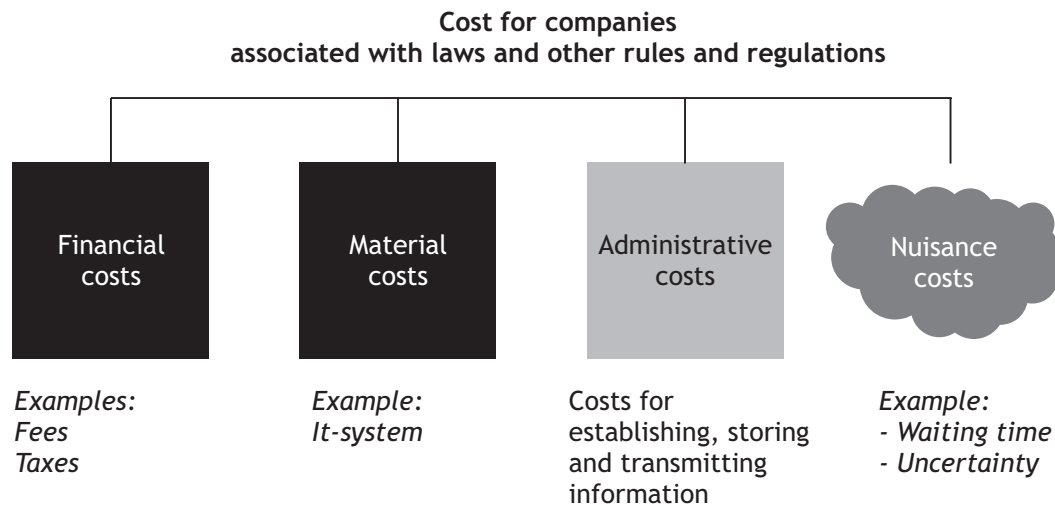 Cost for companies
associated with laws and other rules and regulations
Financial
costs
Material
costs
Administrative
costs
Nuisance
costs
Examples:
Fees
Taxes
Example:
It-system
Costs for
establishing, storing
and transmitting
information
Example:
- Waiting time
- Uncertainty